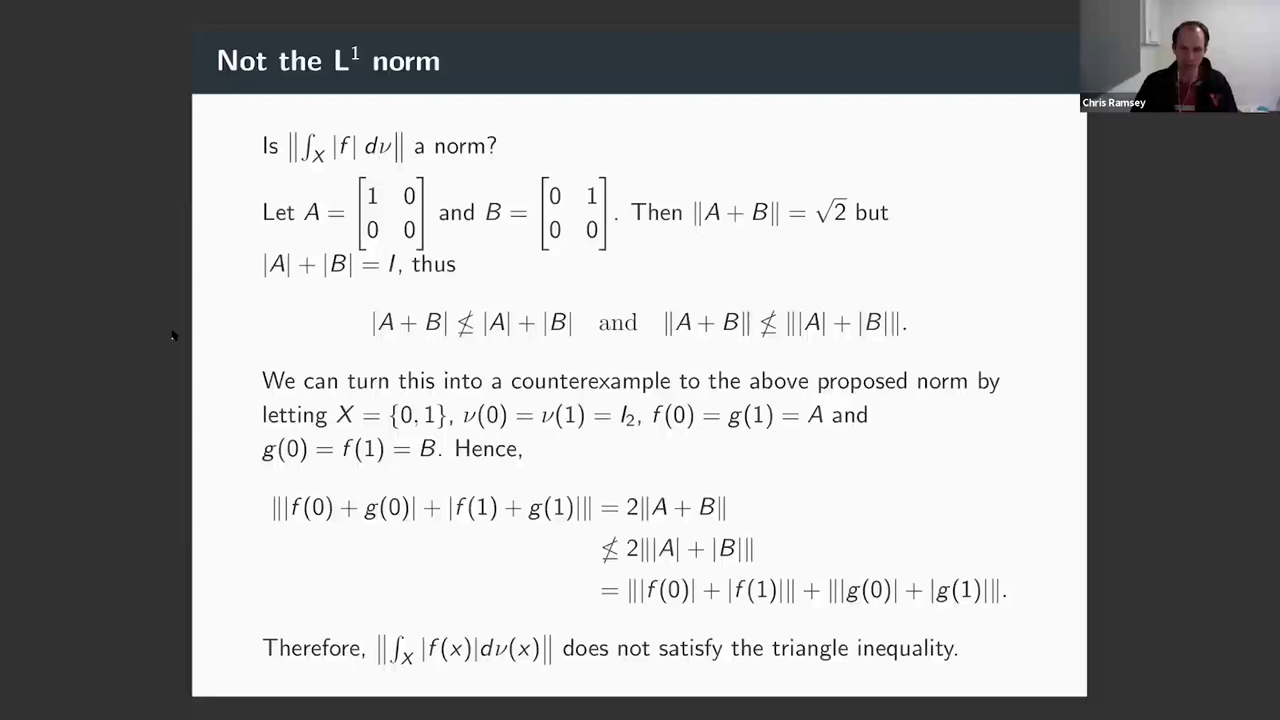 Not the L¹ norm
Chris Ramsey
Is ‖∫_X |f| dν‖ a norm?
Let A = [1 0; 0 0] and B = [0 1; 0 0]. Then ‖A + B‖ = √2 but
|A| + |B| = I, thus
|A + B| ≰ |A| + |B| and ‖A + B‖ ≰ ‖|A| + |B|‖.
We can turn this into a counterexample to the above proposed norm by
letting X = {0, 1}, ν(0) = ν(1) = I₂, f(0) = g(1) = A and
g(0) = f(1) = B. Hence,
‖|f(0) + g(0)| + |f(1) + g(1)|‖ = 2‖A + B‖
≰ 2‖|A| + |B|‖
= ‖|f(0)| + |f(1)|‖ + ‖|g(0)| + |g(1)|‖.
Therefore, ‖∫_X |f(x)|dν(x)‖ does not satisfy the triangle inequality.